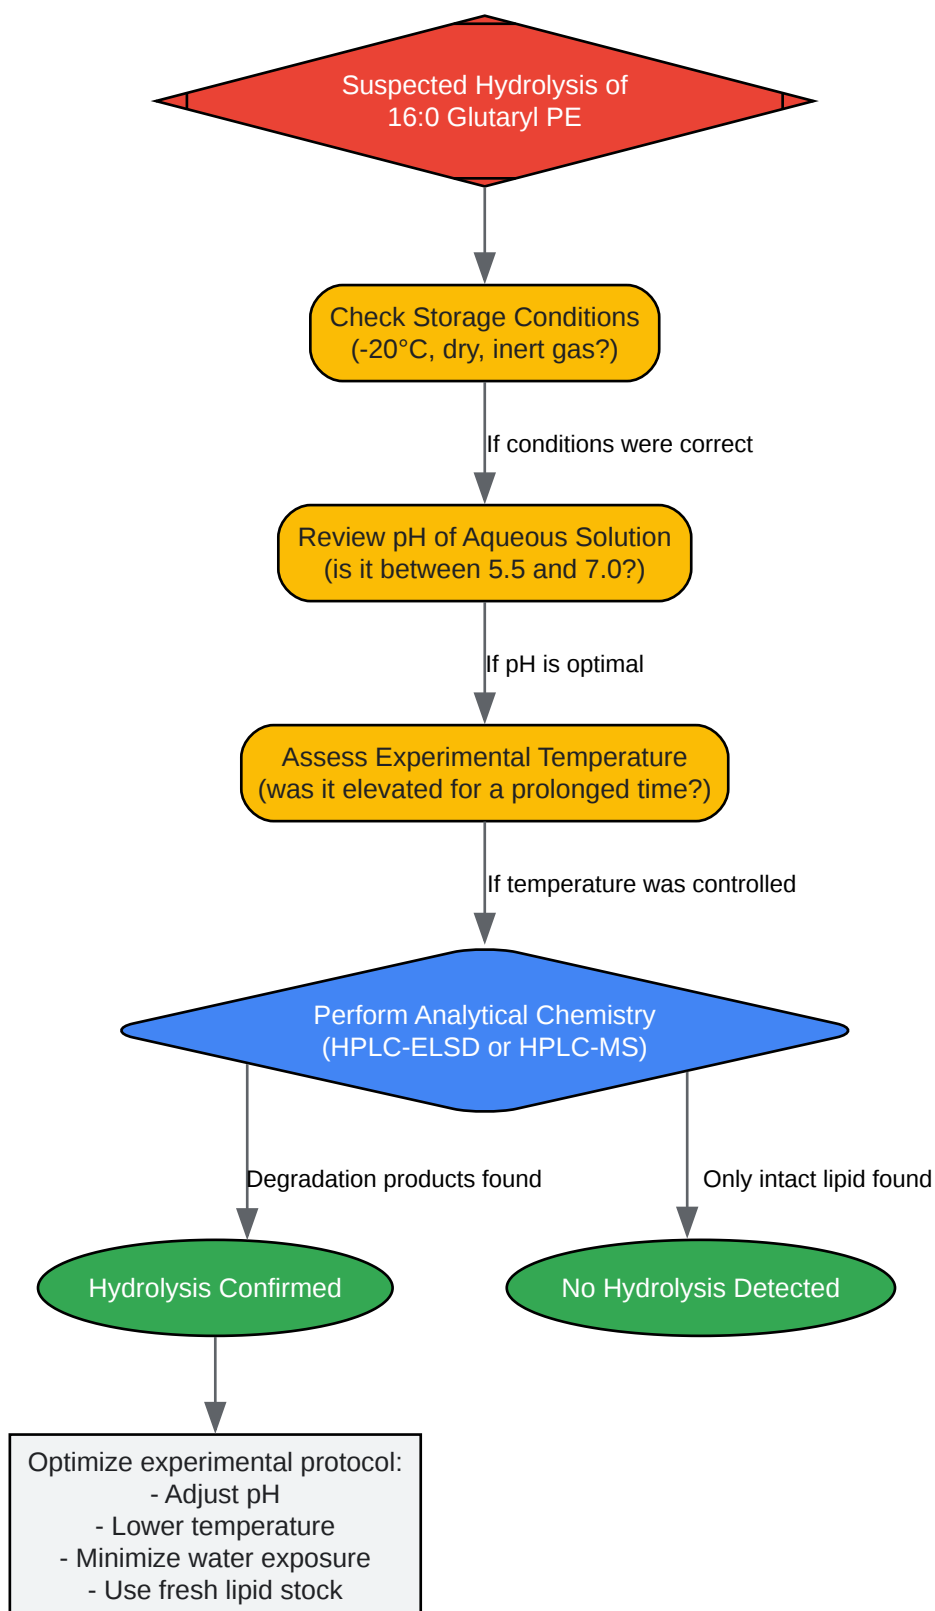 Suspected Hydrolysis of
16:0 Glutaryl PE
Check Storage Conditions
(-20°C, dry, inert gas?)
If conditions were correct
Review pH of Aqueous Solution
(is it between 5.5 and 7.0?)
If pH is optimal
Assess Experimental Temperature
(was it elevated for a prolonged time?)
If temperature was controlled
Perform Analytical Chemistry
(HPLC-ELSD or HPLC-MS)
Degradation products found
Only intact lipid found
Hydrolysis Confirmed
No Hydrolysis Detected
Optimize experimental protocol:
- Adjust pH
- Lower temperature
- Minimize water exposure
- Use fresh lipid stock